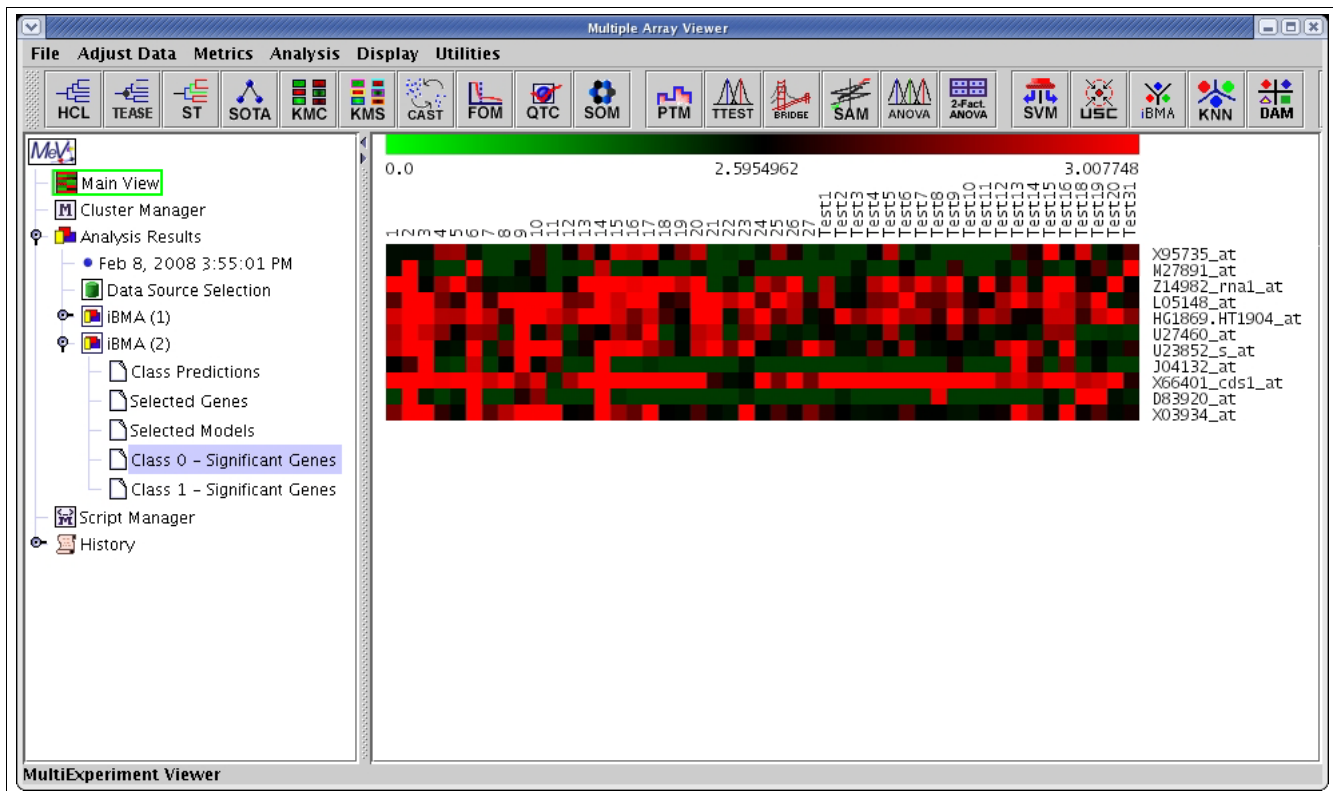 Multiple Array Viewer
File Adjust Data Metrics Analysis Display Utilities
HCL TEASE ST SOTA KMC KMS CAST FOM QTC SOM PTM TTEST BRIDGE SAM ANOVA 2-Fact. ANOVA SVM USC iBMA KNN DAM
MeV
Main View
Cluster Manager
Analysis Results
Feb 8, 2008 3:55:01 PM
Data Source Selection
iBMA (1)
iBMA (2)
Class Predictions
Selected Genes
Selected Models
Class 0 – Significant Genes
Class 1 – Significant Genes
Script Manager
History
0.0 2.5954962 3.007748
1 2 3 4 5 6 7 8 9 10 11 12 13 14 15 16 17 18 19 20 21 22 23 24 25 26 27 Test1 Test2 Test3 Test4 Test5 Test6 Test7 Test8 Test9 Test10 Test11 Test12 Test13 Test14 Test15 Test16 Test18 Test19 Test20 Test31
X95735_at
M27891_at
Z14982_rna1_at
L05148_at
HG1869.HT1904_at
U27460_at
U23852_s_at
J04132_at
X66401_cds1_at
D83920_at
X03934_at
MultiExperiment Viewer